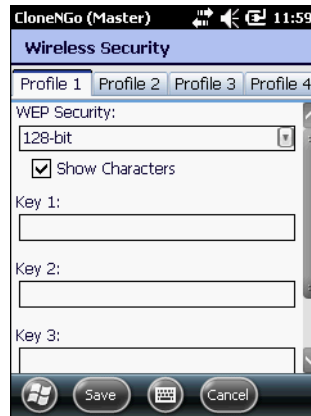 CloneNGo (Master) 11:59
Wireless Security
Profile 1 Profile 2 Profile 3 Profile 4
WEP Security:
128-bit
Show Characters
Key 1:
Key 2:
Key 3:
Save Cancel